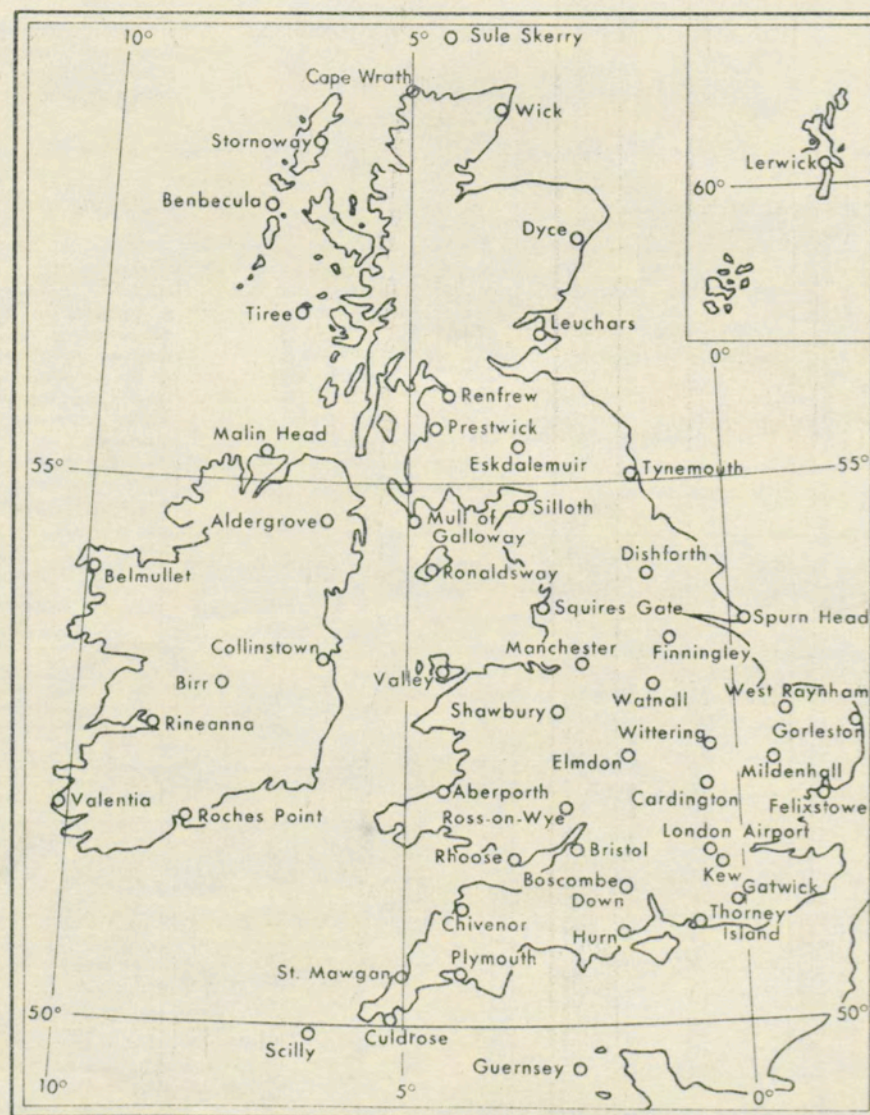 10°
5°
Sule Skerry
Cape Wrath
Wick
Stornoway
Lerwick
60°
Benbecula
Dyce
Tiree
Leuchars
0°
Renfrew
Prestwick
Malin Head
Eskdalemuir
55°
Tynemouth
55°
Silloth
Aldergrove
Mull of
Galloway
Dishforth
Belmullet
Ronaldsway
Squires Gate
Spurn Head
Collinstown
Manchester
Finningley
Birr
Valley
Watnall
West Raynham
Rineanna
Shawbury
Wittering
Gorleston
Elmdon
Mildenhall
Valentia
Aberporth
Cardington
Felixstowe
Roches Point
Ross-on-Wye
London Airport
Rhoose
Bristol
Kew
Boscombe
Down
Gatwick
Chivenor
Thorney
Island
Hurn
Plymouth
St. Mawgan
50°
50°
Scilly
Culdrose
Guernsey
10°
5°
0°